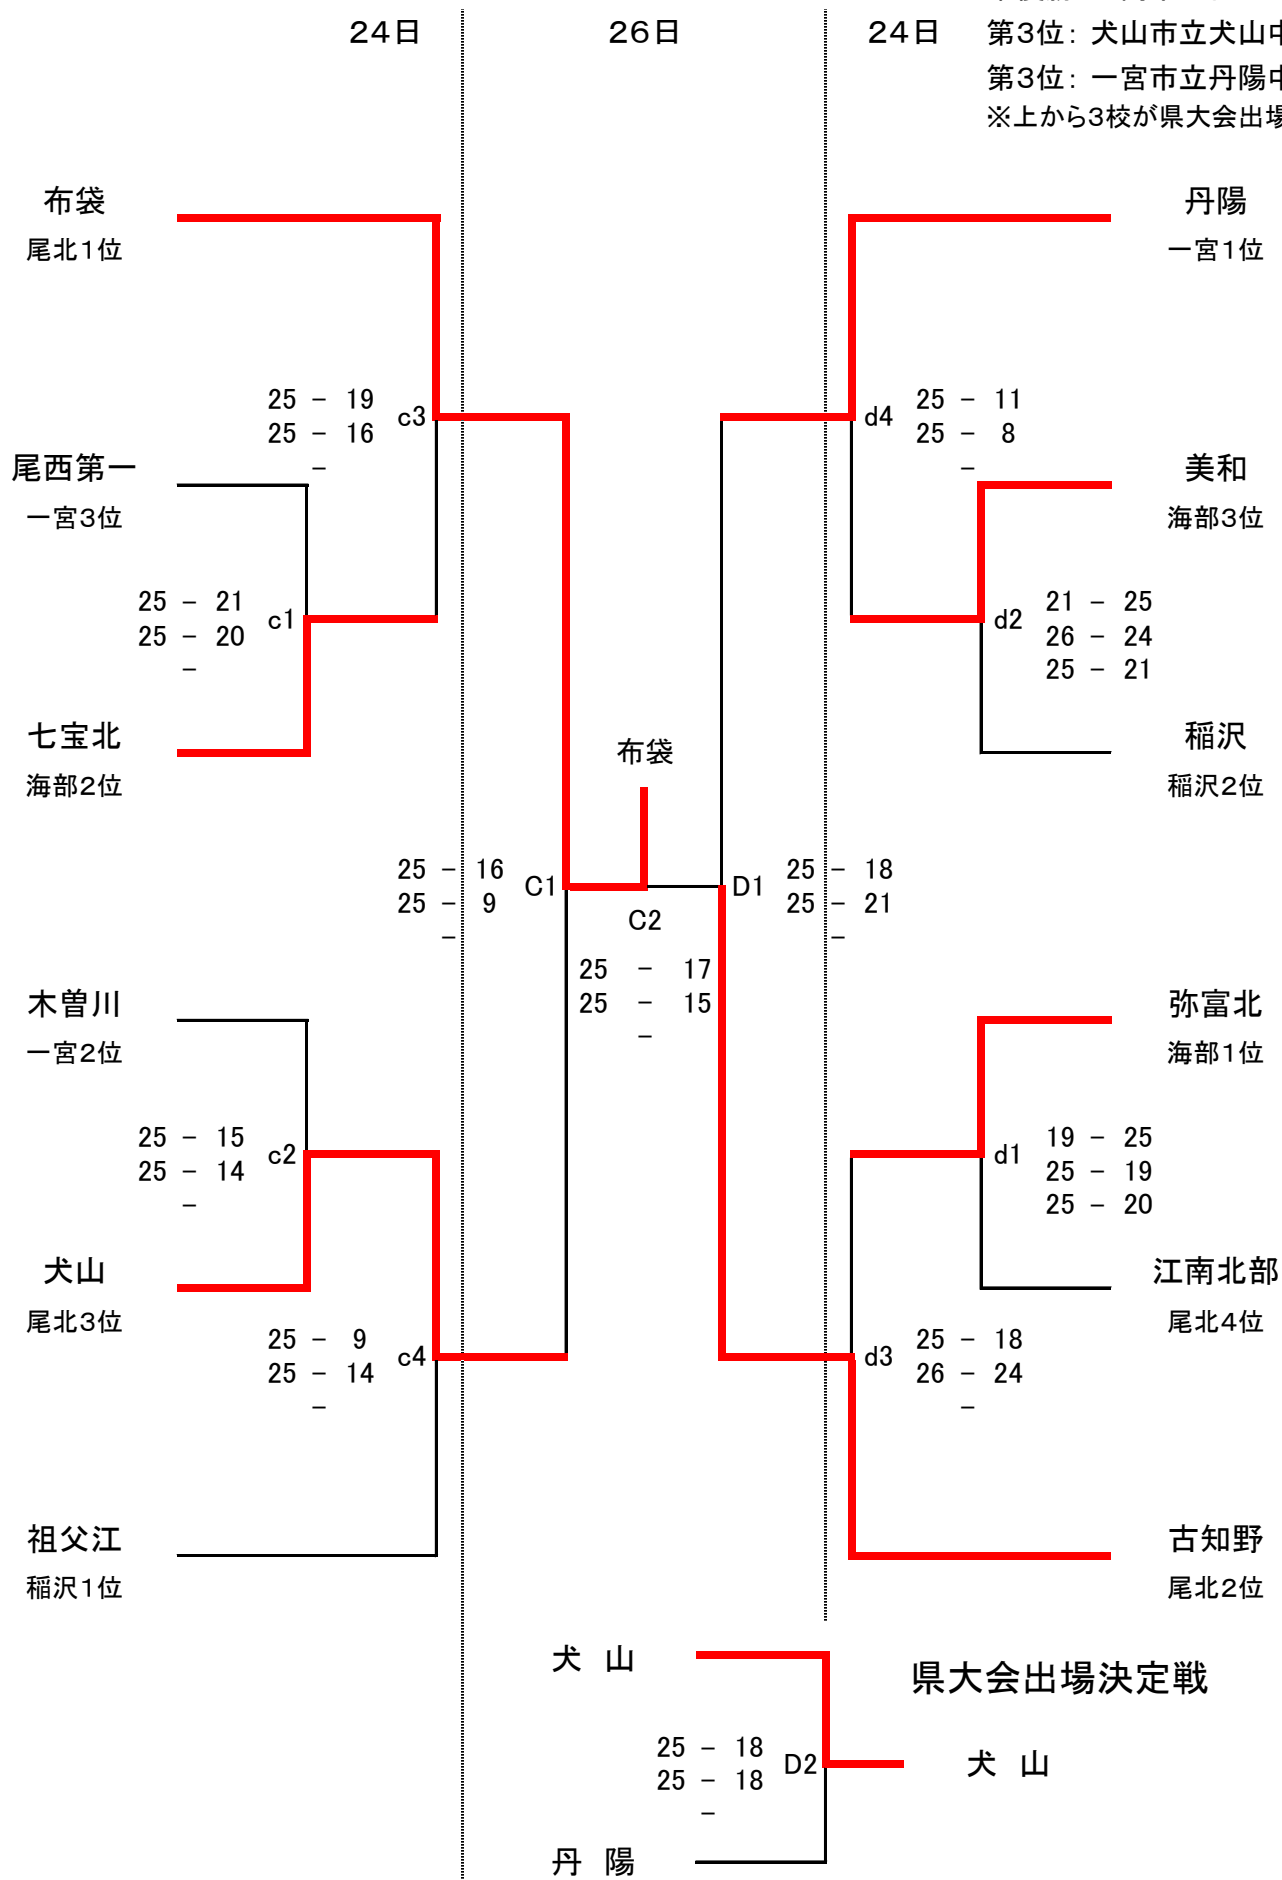 24日 26日 24日
第3位：犬山市立犬山中
第3位：一宮市立丹陽中
※上から3校が県大会出場
布袋 丹陽
尾北1位 一宮1位
25 － 19 25 － 11
c3 d4
25 － 16 25 － 8
－ －
尾西第一 美和
一宮3位 海部3位
25 － 21 21 － 25
c1 d2
25 － 20 26 － 24
－ 25 － 21
七宝北 布袋 稲沢
海部2位 稲沢2位
25 － 16 25 － 18
C1 D1
25 － 9 25 － 21
－ －
C2
25 － 17
25 － 15
－
木曽川 弥富北
一宮2位 海部1位
25 － 15 19 － 25
c2 d1
25 － 14 25 － 19
－ 25 － 20
犬山 江南北部
尾北3位 尾北4位
25 － 9 25 － 18
c4 d3
25 － 14 26 － 24
－ －
祖父江 古知野
稲沢1位 尾北2位
犬 山 県大会出場決定戦
25 － 18
D2 犬 山
25 － 18
－
丹 陽